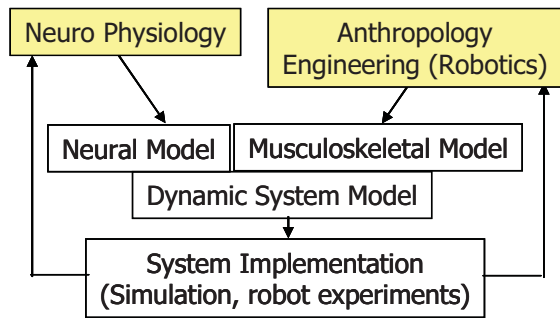 Neuro Physiology
Anthropology
Engineering (Robotics)
Neural Model
Musculoskeletal Model
Dynamic System Model
System Implementation
(Simulation, robot experiments)